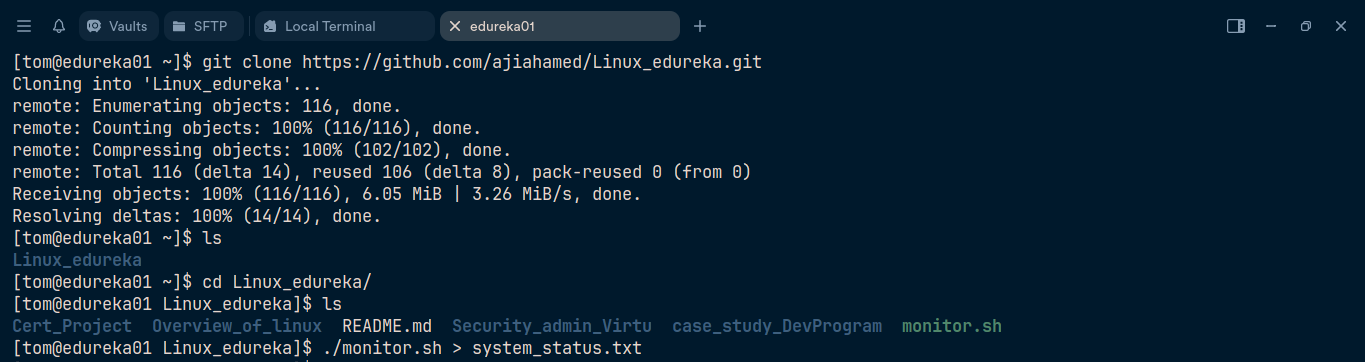 Vaults SFTP Local Terminal edureka01
[tom@edureka01 ~]$ git clone https://github.com/ajiahamed/Linux_edureka.git
Cloning into 'Linux_edureka'...
remote: Enumerating objects: 116, done.
remote: Counting objects: 100% (116/116), done.
remote: Compressing objects: 100% (102/102), done.
remote: Total 116 (delta 14), reused 106 (delta 8), pack-reused 0 (from 0)
Receiving objects: 100% (116/116), 6.05 MiB | 3.26 MiB/s, done.
Resolving deltas: 100% (14/14), done.
[tom@edureka01 ~]$ ls
Linux_edureka
[tom@edureka01 ~]$ cd Linux_edureka/
[tom@edureka01 Linux_edureka]$ ls
Cert_Project  Overview_of_linux  README.md  Security_admin_Virtu  case_study_DevProgram  monitor.sh
[tom@edureka01 Linux_edureka]$ ./monitor.sh > system_status.txt